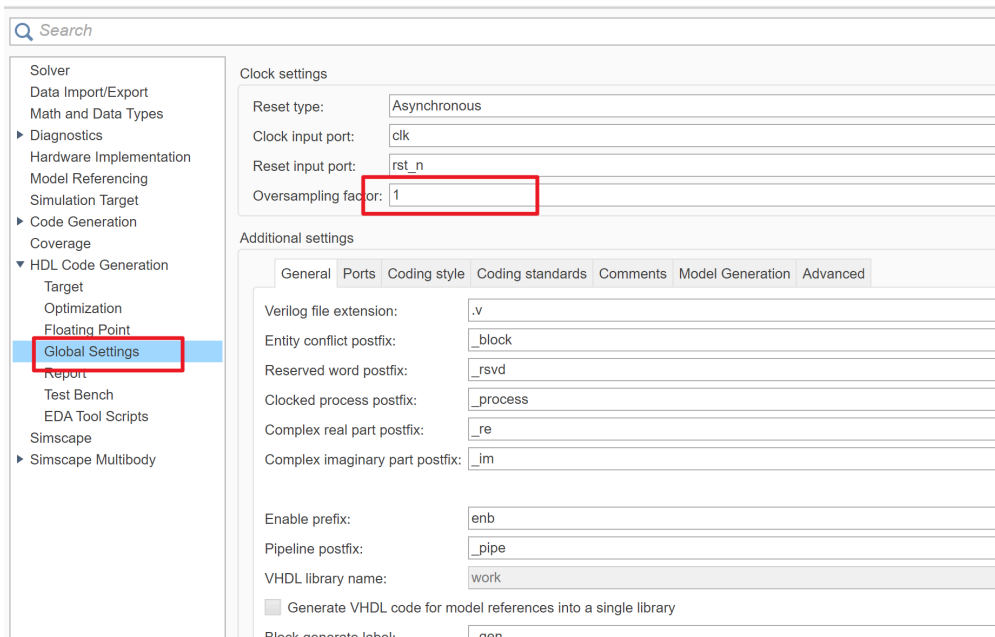 Search
Solver
Data Import/Export
Math and Data Types
Diagnostics
Hardware Implementation
Model Referencing
Simulation Target
Code Generation
Coverage
HDL Code Generation
Target
Optimization
Floating Point
Global Settings
Report
Test Bench
EDA Tool Scripts
Simscape
Simscape Multibody
Clock settings
Reset type: Asynchronous
Clock input port: clk
Reset input port: rst_n
Oversampling factor: 1
Additional settings
General Ports Coding style Coding standards Comments Model Generation Advanced
Verilog file extension: .v
Entity conflict postfix: _block
Reserved word postfix: _rsvd
Clocked process postfix: _process
Complex real part postfix: _re
Complex imaginary part postfix: _im
Enable prefix: enb
Pipeline postfix: _pipe
VHDL library name: work
Generate VHDL code for model references into a single library
Block generate label: _gen